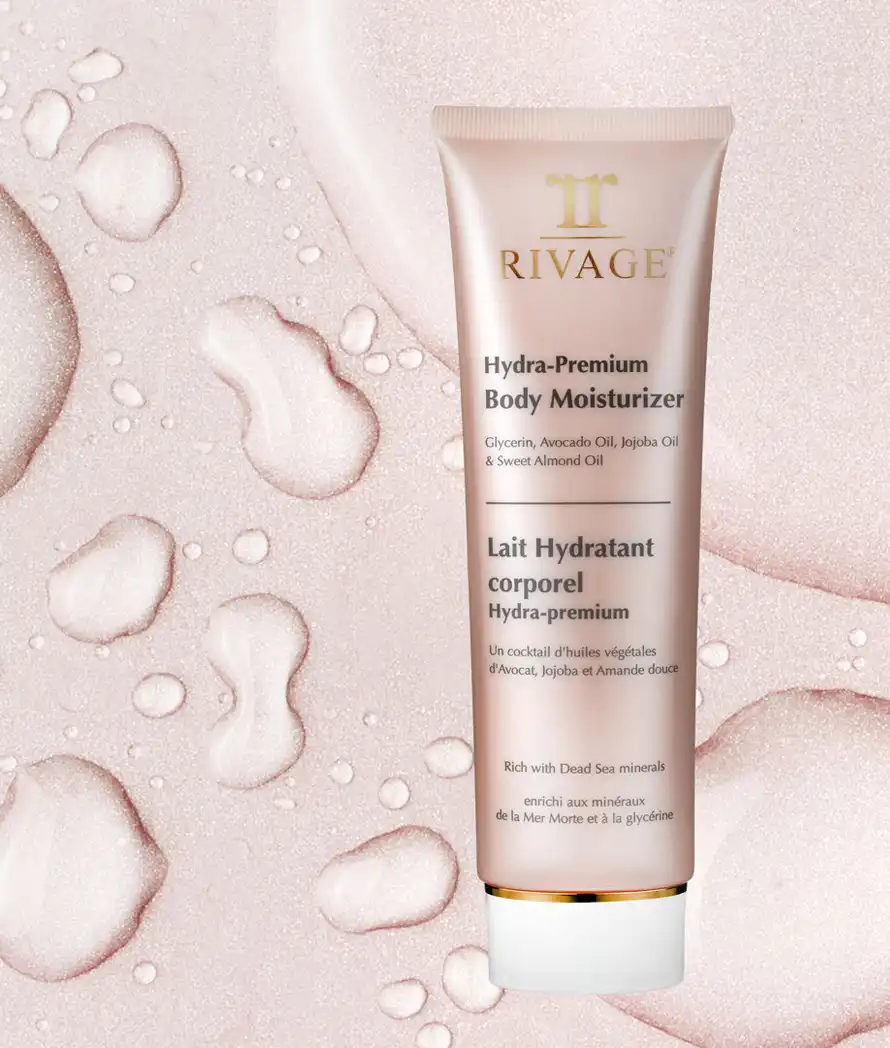 RIVAGE
Hydra-Premium
Body Moisturizer
Glycerin, Avocado Oil, Jojoba Oil
& Sweet Almond Oil
Lait Hydratant
corporel
Hydra-premium
Un cocktail d'huiles végétales
d'Avocat, Jojoba et Amande douce
Rich with Dead Sea minerals
enrichi aux minéraux
de la Mer Morte et à la glycérine